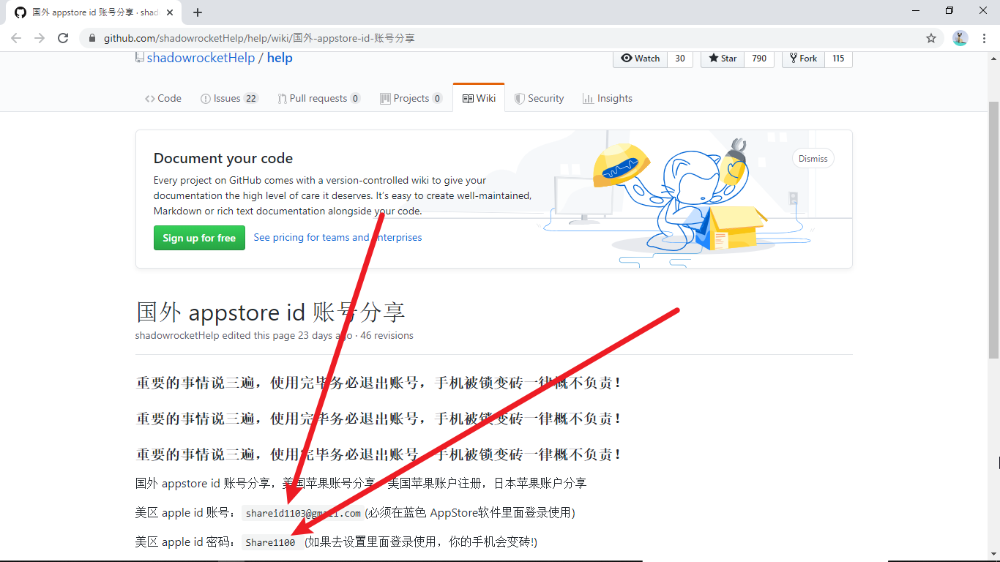 国外 appstore id 账号分享 · shad
github.com/shadowrocketHelp/help/wiki/国外-appstore-id-账号分享
shadowrocketHelp / help
Watch 30 Star 790 Fork 115
Code Issues 22 Pull requests 0 Projects 0 Wiki Security Insights
Document your code
Dismiss
Every project on GitHub comes with a version-controlled wiki to give your
documentation the high level of care it deserves. It's easy to create well-maintained,
Markdown or rich text documentation alongside your code.
Sign up for free See pricing for teams and enterprises
国外 appstore id 账号分享
shadowrocketHelp edited this page 23 days ago · 46 revisions
重要的事情说三遍，使用完毕务必退出账号，手机被锁变砖一律概不负责！
重要的事情说三遍，使用完毕务必退出账号，手机被锁变砖一律概不负责！
重要的事情说三遍，使用完毕务必退出账号，手机被锁变砖一律概不负责！
国外 appstore id 账号分享，美国苹果账号分享，美国苹果账户注册，日本苹果账户分享
美区 apple id 账号： shareid1103@gmail.com (必须在蓝色 AppStore软件里面登录使用)
美区 apple id 密码： Share1100 (如果去设置里面登录使用，你的手机会变砖!)